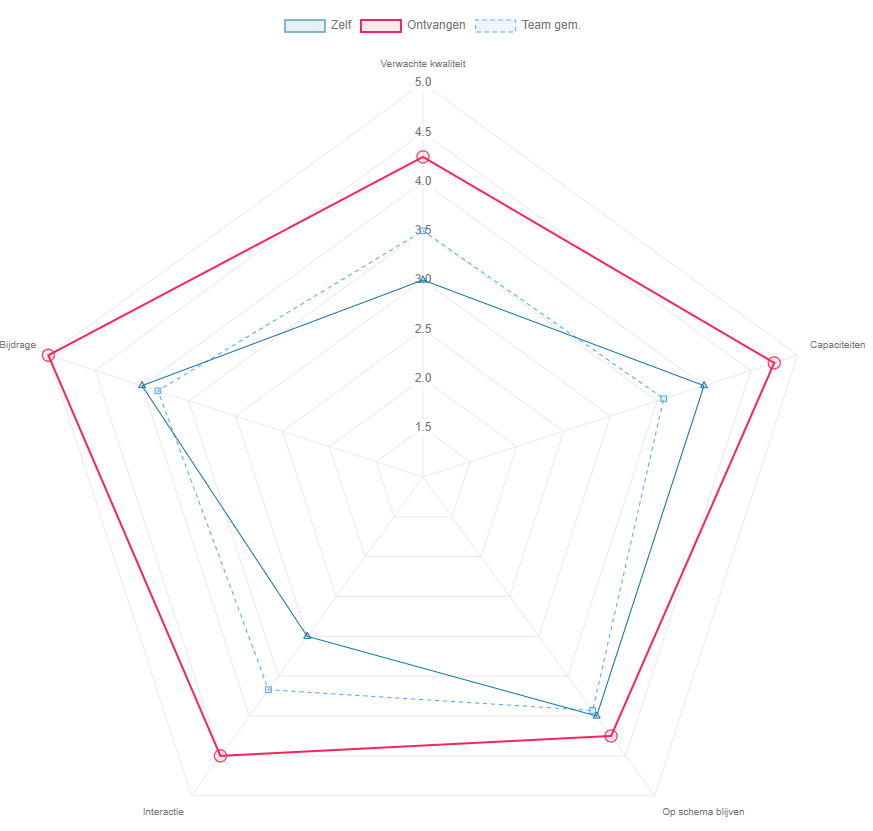 Zelf Ontvangen Team gem.
Verwachte kwaliteit
5.0
4.5
4.0
3.5
3.0
Bijdrage
Capaciteiten
2.5
2.0
1.5
Interactie
Op schema blijven